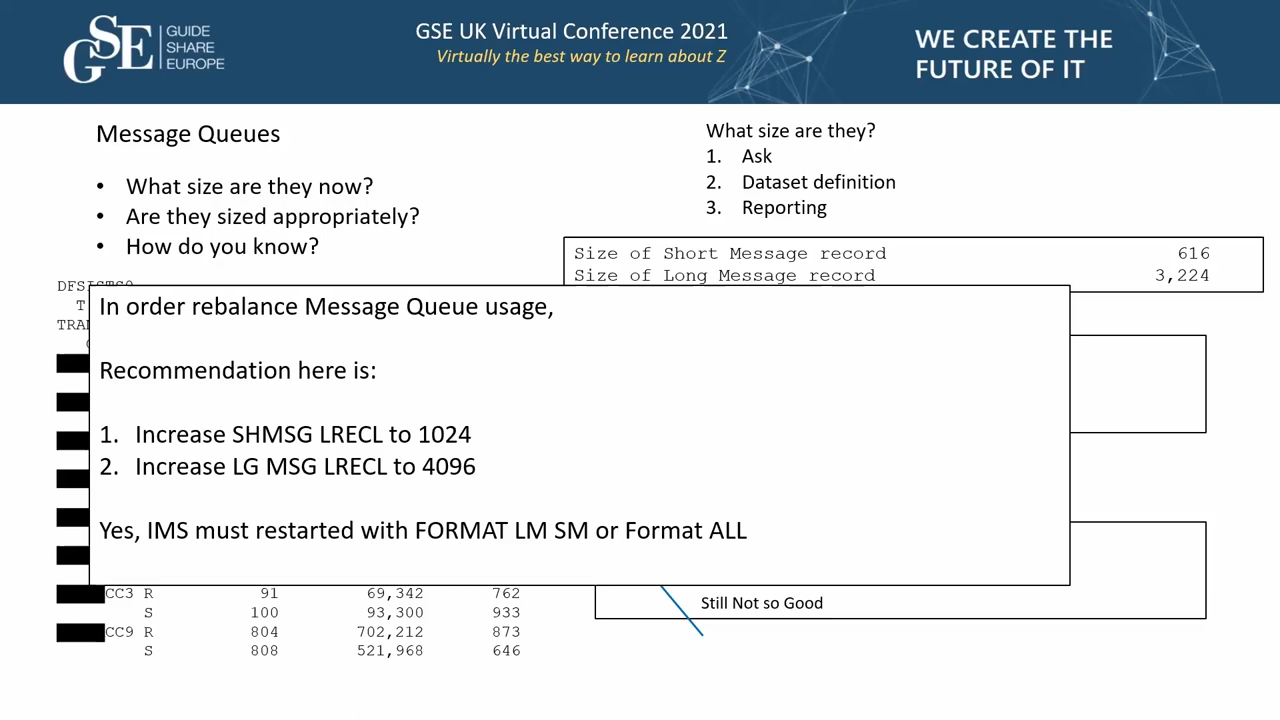 GSE
GUIDE
SHARE
EUROPE
GSE UK Virtual Conference 2021
Virtually the best way to learn about Z
WE CREATE THE
FUTURE OF IT
Message Queues
• What size are they now?
• Are they sized appropriately?
• How do you know?
What size are they?
1. Ask
2. Dataset definition
3. Reporting
Size of Short Message record 616
Size of Long Message record 3,224
In order rebalance Message Queue usage,
Recommendation here is:
1. Increase SHMSG LRECL to 1024
2. Increase LG MSG LRECL to 4096
Yes, IMS must restarted with FORMAT LM SM or Format ALL
CC3 R 91 69,342 762
S 100 93,300 933
CC9 R 804 702,212 873
S 808 521,968 646
Still Not so Good